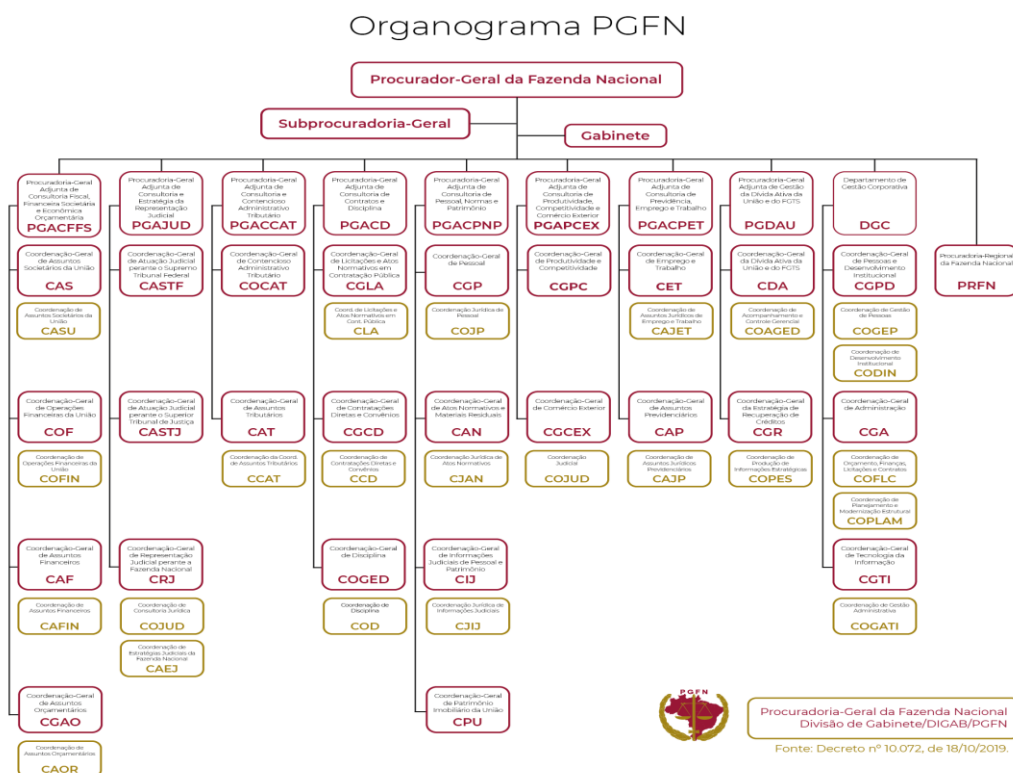 Organograma PGFN
Procurador-Geral da Fazenda Nacional
Subprocuradoria-Geral
Gabinete
Procuradoria-Geral
Adjunta de
Consultoria Fiscal,
Financeira Societária
e Econômica
Orçamentária
PGACFFS
Procuradoria-Geral
Adjunta de
Consultoria e
Estratégia da
Representação
Judicial
PGAJUD
Procuradoria-Geral
Adjunta de
Consultoria e
Contencioso
Administrativo
Tributário
PGACCAT
Procuradoria-Geral
Adjunta de
Consultoria de
Contratos e
Disciplina
PGACD
Procuradoria-Geral
Adjunta de
Consultoria de
Pessoal, Normas e
Patrimônio
PGACPNP
Procuradoria-Geral
Adjunta de
Consultoria de
Produtividade,
Competitividade e
Comércio Exterior
PGAPCEX
Procuradoria-Geral
Adjunta de
Consultoria de
Previdência,
Emprego e Trabalho
PGACPET
Procuradoria-Geral
Adjunta de Gestão
da Dívida Ativa da
União e do FGTS
PGDAU
Departamento de
Gestão Corporativa
DGC
Coordenação-Geral
de Assuntos
Societários da União
CAS
Coordenação-Geral
de Atuação Judicial
perante o Supremo
Tribunal Federal
CASTF
Coordenação-Geral
de Contencioso
Administrativo
Tributário
COCAT
Coordenação-Geral
de Licitações e Atos
Normativos em
Contratação Pública
CGLA
Coordenação-Geral
de Pessoal
CGP
Coordenação-Geral
de Produtividade e
Competitividade
CGPC
Coordenação-Geral
de Emprego e
Trabalho
CET
Coordenação-Geral
da Dívida Ativa da
União e do FGTS
CDA
Coordenação-Geral
de Pessoas e
Desenvolvimento
Institucional
CGPD
Procuradoria-Regional
da Fazenda Nacional
PRFN
Coordenação de
Assuntos Societários da
União
CASU
Coord. de Licitações e
Atos Normativos em
Cont. Pública
CLA
Coordenação Jurídica de
Pessoal
COJP
Coordenação de
Assuntos Jurídicos de
Emprego e Trabalho
CAJET
Coordenação de
Acompanhamento e
Controle Gerencial
COAGED
Coordenação de Gestão
de Pessoas
COGEP
Coordenação de
Desenvolvimento
Institucional
CODIN
Coordenação-Geral
de Operações
Financeiras da União
COF
Coordenação-Geral
de Atuação Judicial
perante o Superior
Tribunal de Justiça
CASTJ
Coordenação-Geral
de Assuntos
Tributários
CAT
Coordenação-Geral
de Contratações
Diretas e Convênios
CGCD
Coordenação-Geral
de Atos Normativos e
Materiais Residuais
CAN
Coordenação-Geral
de Comércio Exterior
CGCEX
Coordenação-Geral
de Assuntos
Previdenciários
CAP
Coordenação-Geral
da Estratégia de
Recuperação de
Créditos
CGR
Coordenação-Geral
de Administração
CGA
Coordenação de
Operações Financeiras da
União
COFIN
Coordenação da Coord.
de Assuntos Tributários
CCAT
Coordenação de
Contratações Diretas e
Convênios
CCD
Coordenação Jurídica de
Atos Normativos
CJAN
Coordenação
Judicial
COJUD
Coordenação de
Assuntos Jurídicos
Previdenciários
CAJP
Coordenação de
Produção de
Informações Estratégicas
COPES
Coordenação de
Orçamento, Finanças,
Licitações e Contratos
COFLC
Coordenação de
Planejamento e
Modernização Estrutural
COPLAM
Coordenação-Geral
de Assuntos
Financeiros
CAF
Coordenação-Geral
de Representação
Judicial perante a
Fazenda Nacional
CRJ
Coordenação-Geral
de Disciplina
COGED
Coordenação-Geral
de Informações
Judiciais de Pessoal e
Patrimônio
CIJ
Coordenação-Geral
de Tecnologia da
Informação
CGTI
Coordenação de
Assuntos Financeiros
CAFIN
Coordenação de
Consultoria Jurídica
COJUD
Coordenação de
Estratégias Judiciais da
Fazenda Nacional
CAEJ
Coordenação de
Disciplina
COD
Coordenação Jurídica de
Informações Judiciais
CJIJ
Coordenação de Gestão
Administrativa
COGATI
Coordenação-Geral
de Assuntos
Orçamentários
CGAO
Coordenação-Geral
de Patrimônio
Imobiliário da União
CPU
Coordenação de
Assuntos Orçamentários
CAOR
PGFN
Procuradoria-Geral da Fazenda Nacional
Divisão de Gabinete/DIGAB/PGFN
Fonte: Decreto nº 10.072, de 18/10/2019.